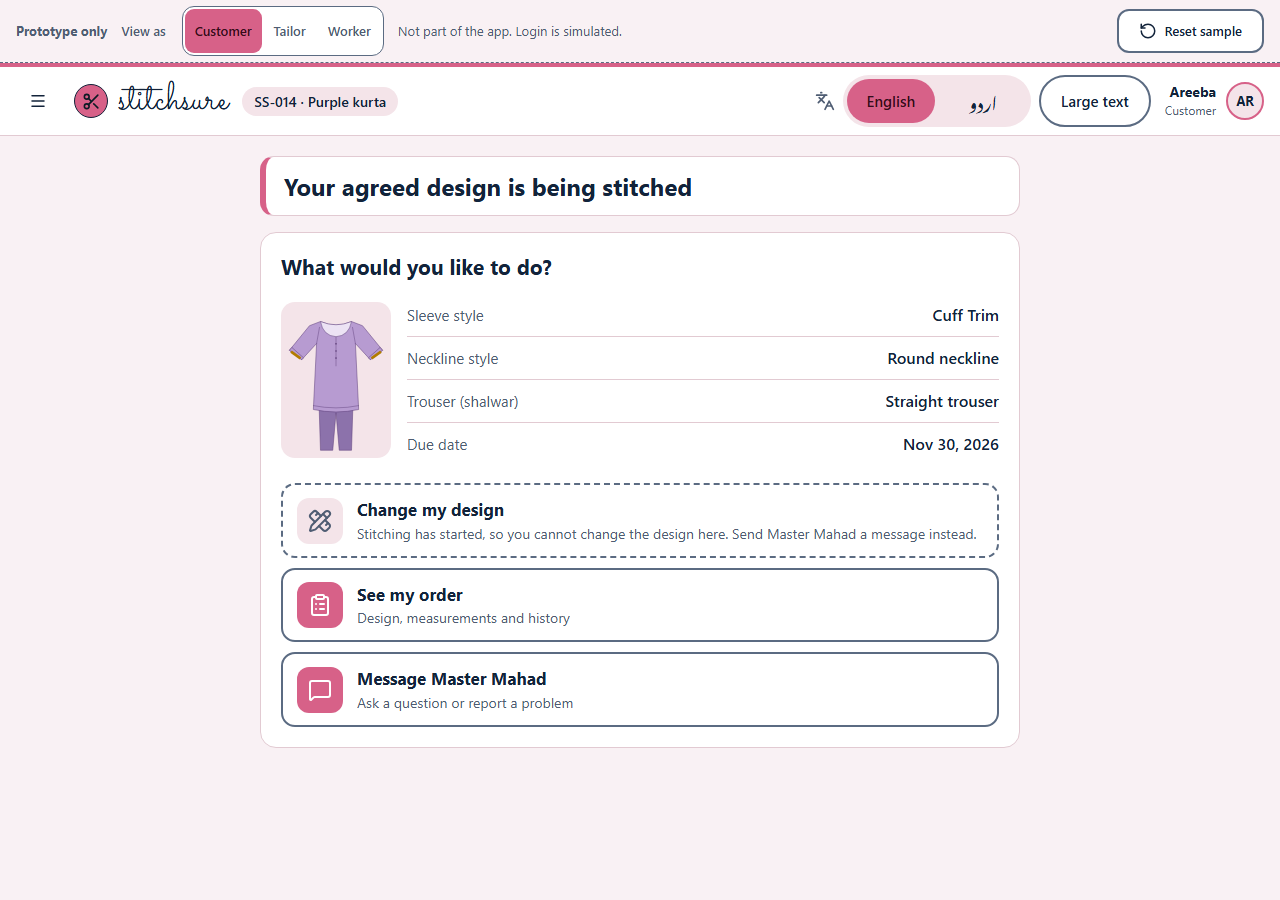 Prototype only View as Customer Tailor Worker Not part of the app. Login is simulated. Reset sample
stitchsure SS-014 · Purple kurta English اردو Large text Areeba
Customer
AR
Your agreed design is being stitched
What would you like to do?
Sleeve style Cuff Trim
Neckline style Round neckline
Trouser (shalwar) Straight trouser
Due date Nov 30, 2026
Change my design
Stitching has started, so you cannot change the design here. Send Master Mahad a message instead.
See my order
Design, measurements and history
Message Master Mahad
Ask a question or report a problem